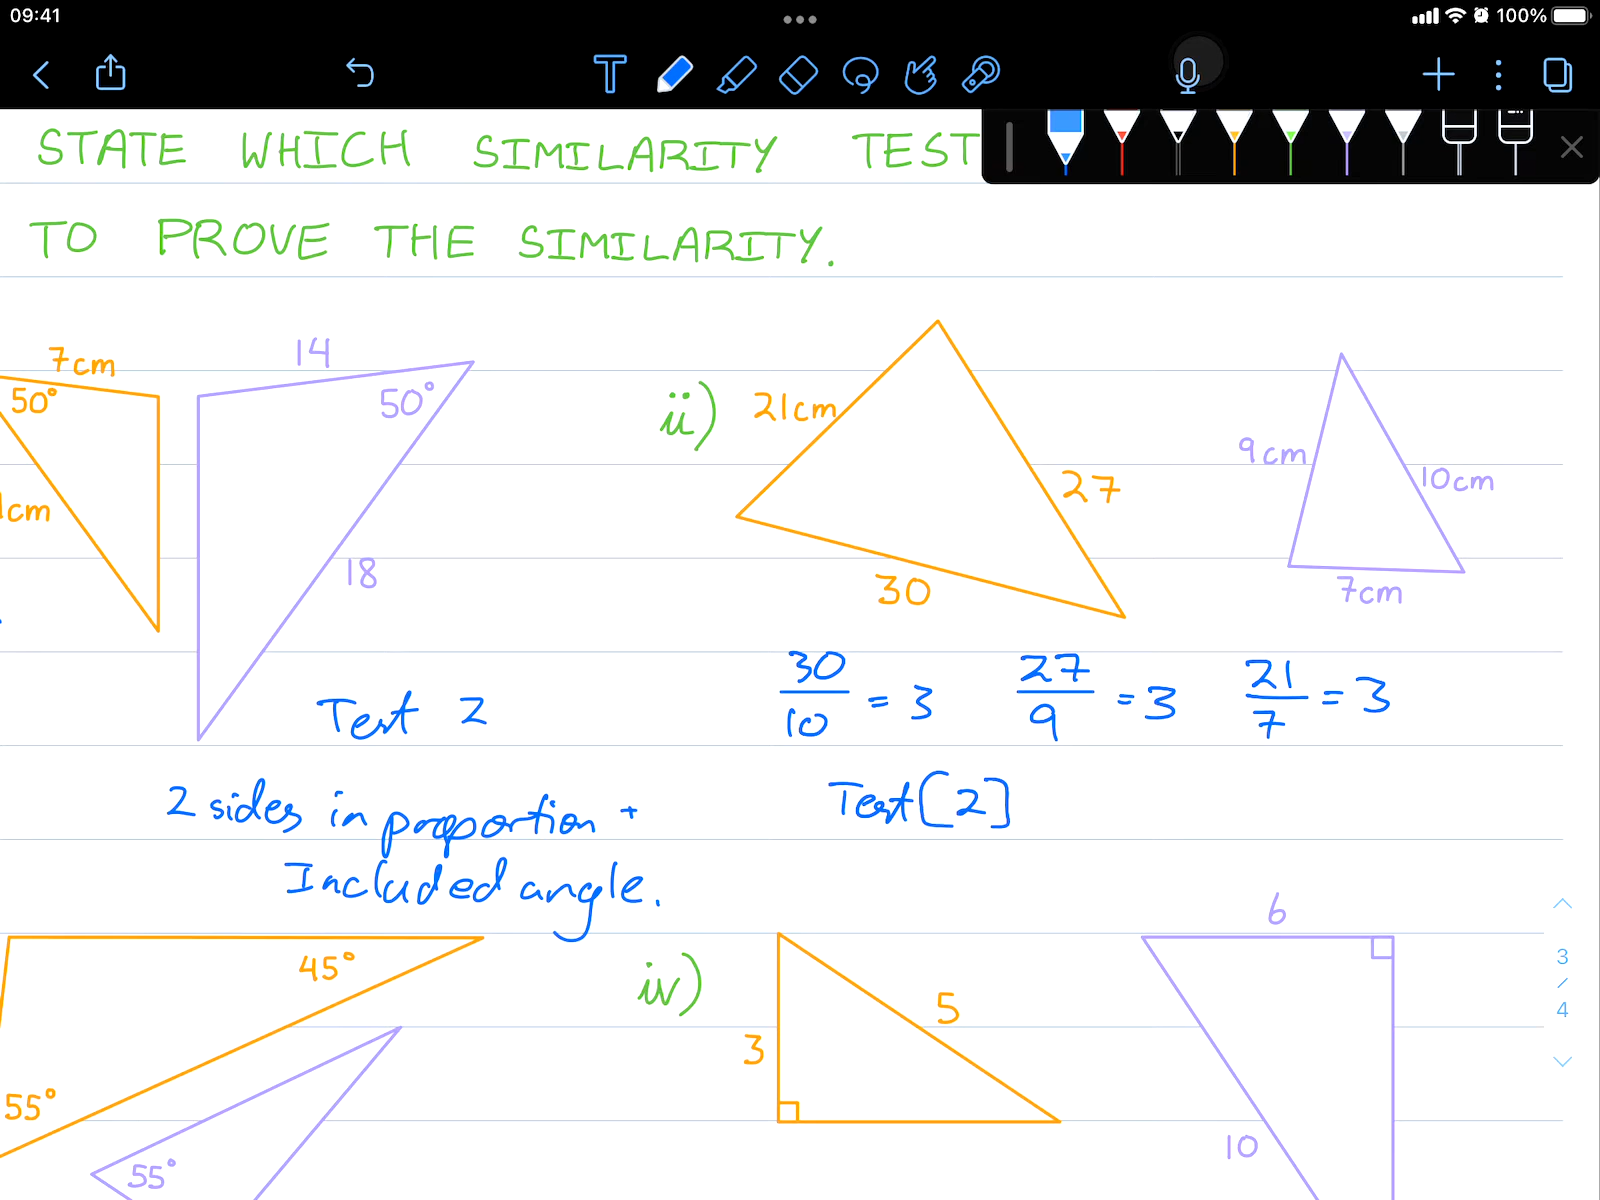 09:41
100%
STATE WHICH SIMILARITY TEST
TO PROVE THE SIMILARITY.
7cm
50°
cm
14
50°
18
ii)
21cm
27
30
9cm
10cm
7cm
Test 2
2 sides in proportion +
Included angle.
30/10 = 3 27/9 = 3 21/7 = 3
Test [2]
45°
55°
55°
iv)
3
5
6
10
3
/
4